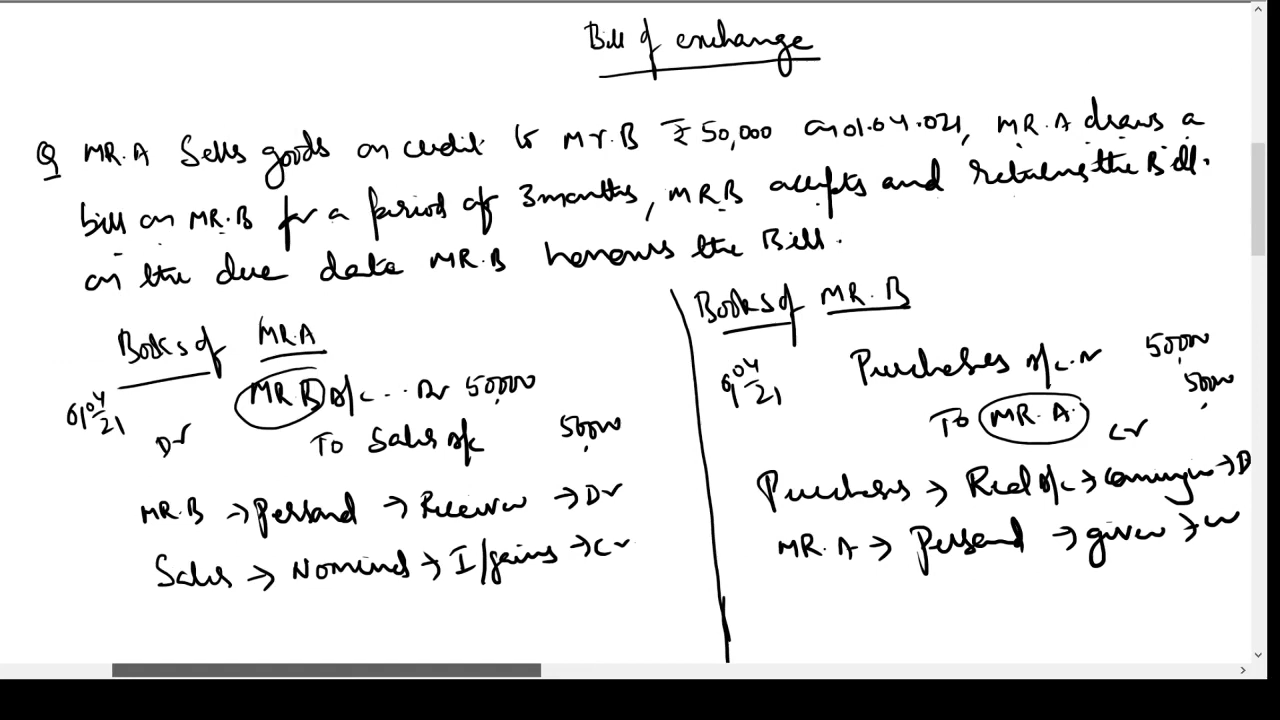 Bill of exchange
Q MR.A Sells goods on credit to Mr.B ₹50,000 on 01.04.021, MR.A draws a
bill on MR.B for a period of 3 months, MR.B accepts and returns the Bill.
on the due date MR.B honours the Bill.
Books of MR.A
01/04/21 MR.B A/c ... Dr 50000
Dr To Sales A/c 50000
MR.B → Personal → Receiver → Dr
Sales → Nominal → I/gains → Cr
Books of MR.B
01/04/21 Purchases A/c .. Dr 50000
To MR.A. 50000
Cr
Purchases → Real A/c → coming in → D
MR.A → Personal → giver → Cr